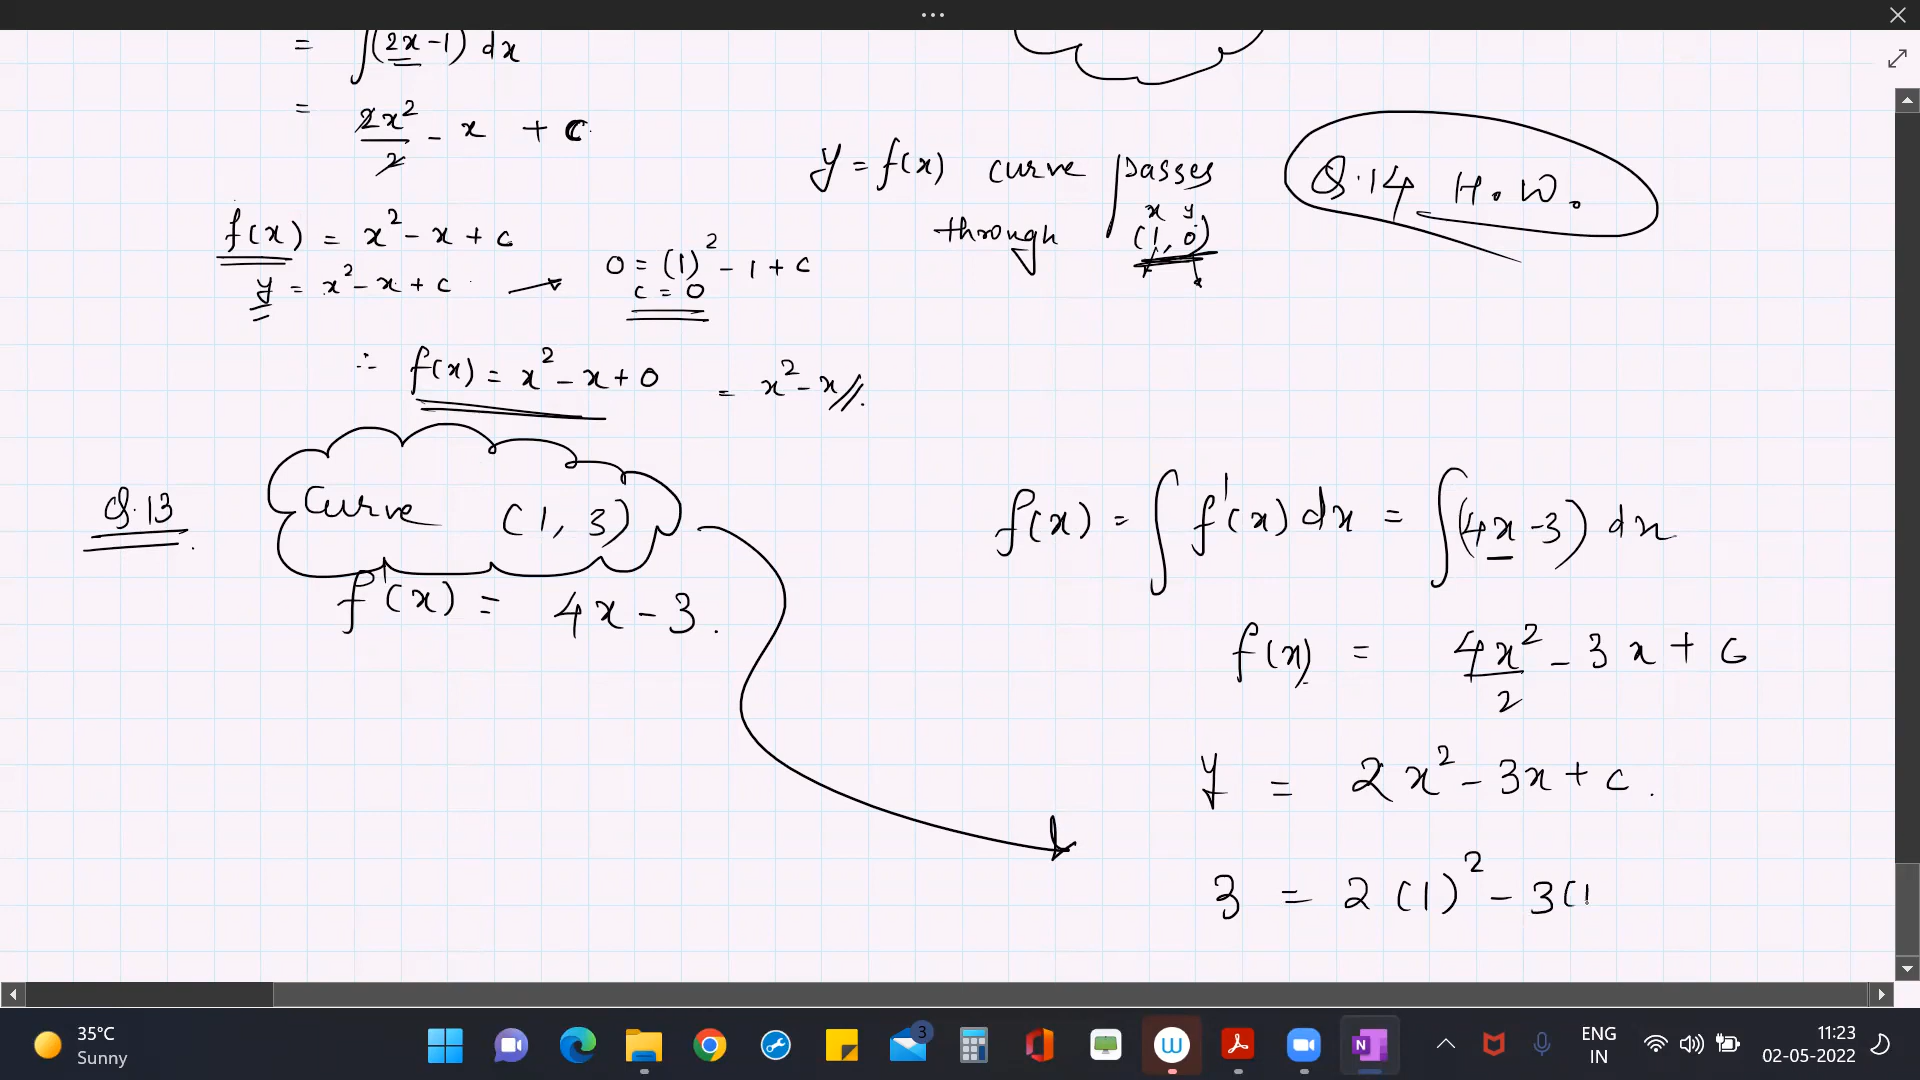 = ∫(2x-1) dx
= 2x²/2 - x + c
y = f(x) curve passes
through (1, 0)
x y
Q.14 H.W.
f(x) = x² - x + c
y = x² - x + c → 0 = (1)² - 1 + c
c = 0
∴ f(x) = x² - x + 0 = x² - x //.
Q.13
Curve (1, 3)
f'(x) = 4x - 3.
f(x) = ∫ f'(x) dx = ∫(4x - 3) dx
f(x) = 4x²/2 - 3x + c
y = 2x² - 3x + c.
3 = 2(1)² - 3(1
35°C
Sunny
3
ENG
IN
11:23
02-05-2022